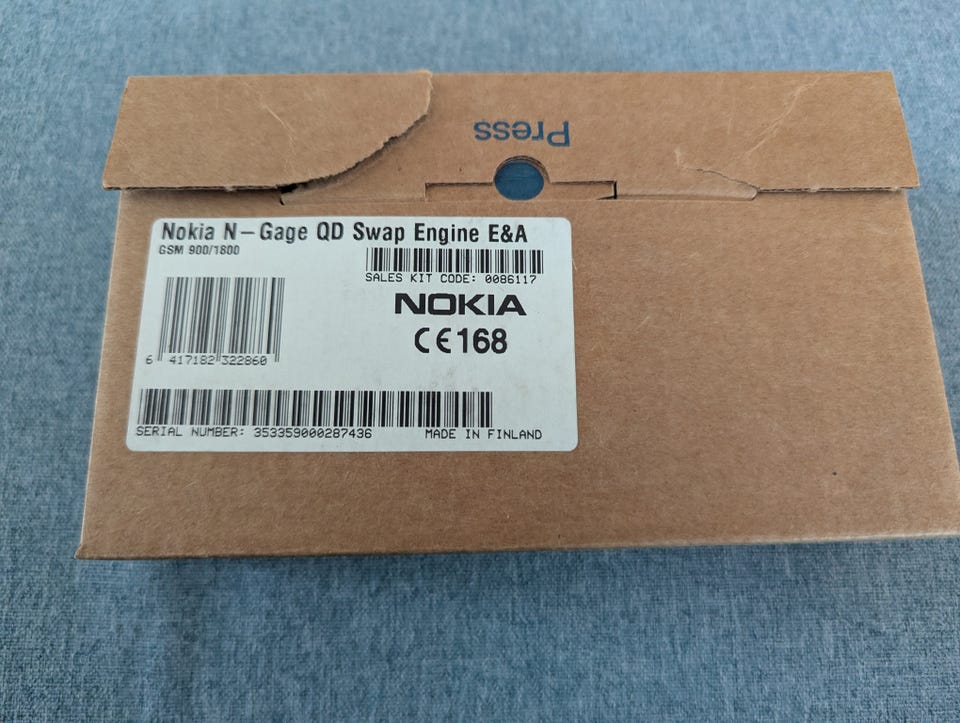 Press
Nokia N-Gage QD Swap Engine E&A
GSM 900/1800
SALES KIT CODE: 0086117
NOKIA
CE168
6 417182 322860
SERIAL NUMBER: 353359000287436
MADE IN FINLAND